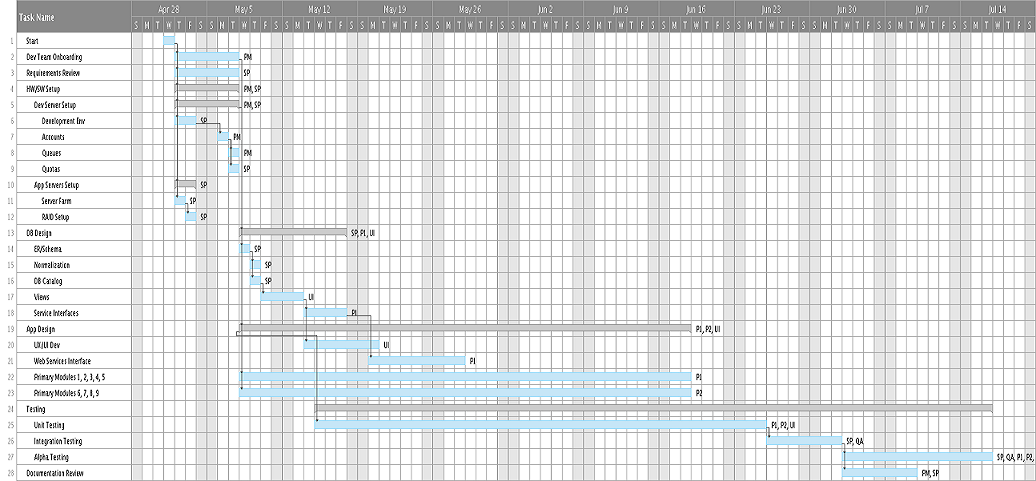 Task Name
Apr 28 May 5 May 12 May 19 May 26 Jun 2 Jun 9 Jun 16 Jun 23 Jun 30 Jul 7 Jul 14
S M T W T F S S M T W T F S S M T W T F S S M T W T F S S M T W T F S S M T W T F S S M T W T F S S M T W T F S S M T W T F S S M T W T F S S M T W T F S S M T W T F S
1 Start
2 Dev Team Onboarding PM
3 Requirements Review SP
4 HW/SW Setup PM, SP
5 Dev Server Setup PM, SP
6 Development Env SP
7 Accounts PM
8 Queues PM
9 Quotas SP
10 App Servers Setup SP
11 Server Farm SP
12 RAID Setup SP
13 DB Design SP, P1, UI
14 ER/Schema SP
15 Normalization SP
16 DB Catalog SP
17 Views UI
18 Service Interfaces P1
19 App Design P1, P2, UI
20 UX/UI Dev UI
21 Web Services Interface P1
22 Primary Modules 1, 2, 3, 4, 5 P1
23 Primary Modules 6, 7, 8, 9 P2
24 Testing
25 Unit Testing P1, P2, UI
26 Integration Testing SP, QA
27 Alpha Testing SP, QA, P1, P2,
28 Documentation Review PM, SP